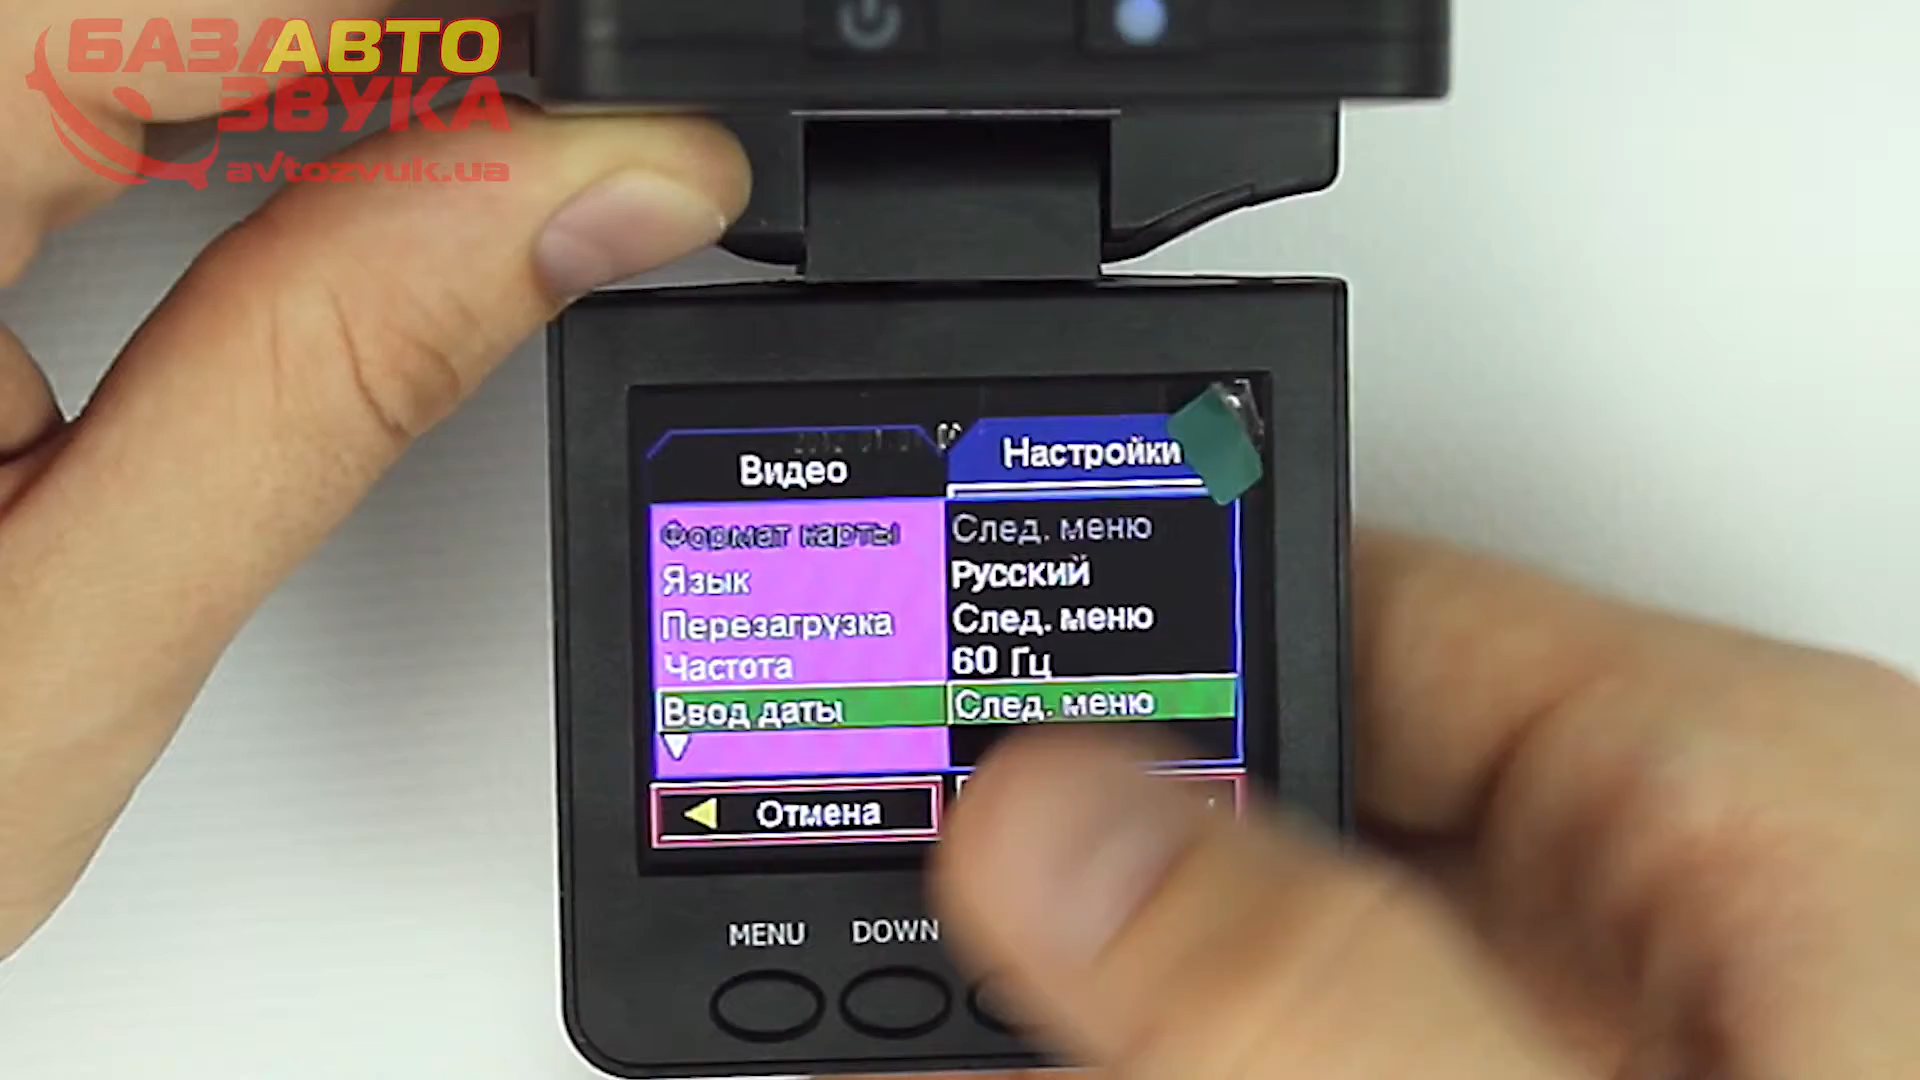 БАЗА АВТО
ЗВУКА
avtozvuk.ua
Видео
Настройки
Формат карты След. меню
Язык Русский
Перезагрузка След. меню
Частота 60 Гц
Ввод даты След. меню
Отмена
MENU DOWN